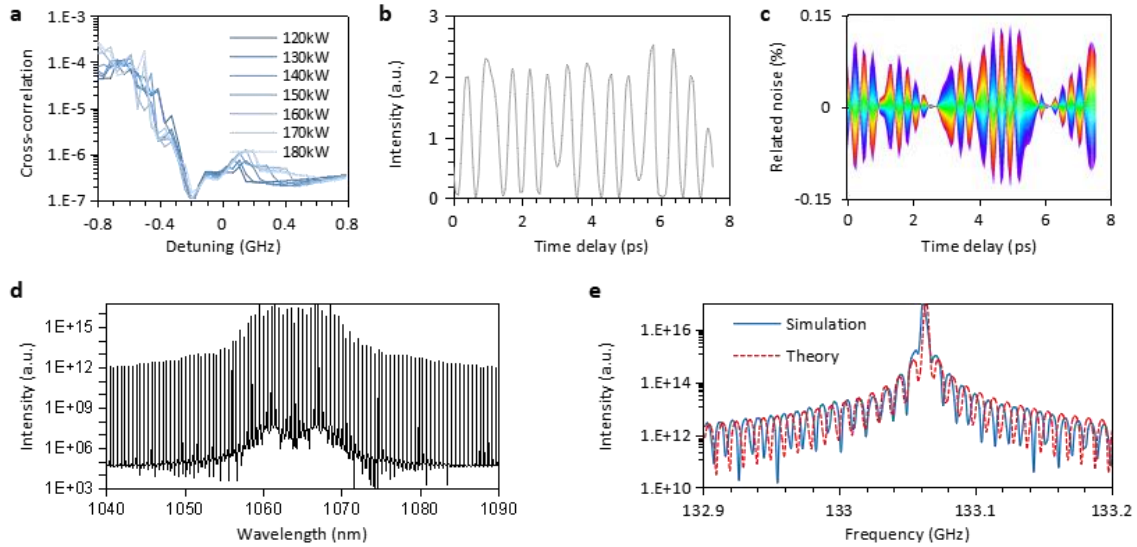 a
1.E-3
1.E-4
1.E-5
1.E-6
1.E-7
Cross-correlation
-0.8
-0.4
0
0.4
0.8
Detuning (GHz)
120kW
130kW
140kW
150kW
160kW
170kW
180kW
b
3
2
1
0
Intensity (a.u.)
0
2
4
6
8
Time delay (ps)
c
0.15
0
-0.15
Related noise (%)
0
2
4
6
8
Time delay (ps)
d
1E+15
1E+12
1E+09
1E+06
1E+03
Intensity (a.u.)
1040
1050
1060
1070
1080
1090
Wavelength (nm)
e
1.E+16
1.E+14
1.E+12
1.E+10
Intensity (a.u.)
Simulation
Theory
132.9
133
133.1
133.2
Frequency (GHz)